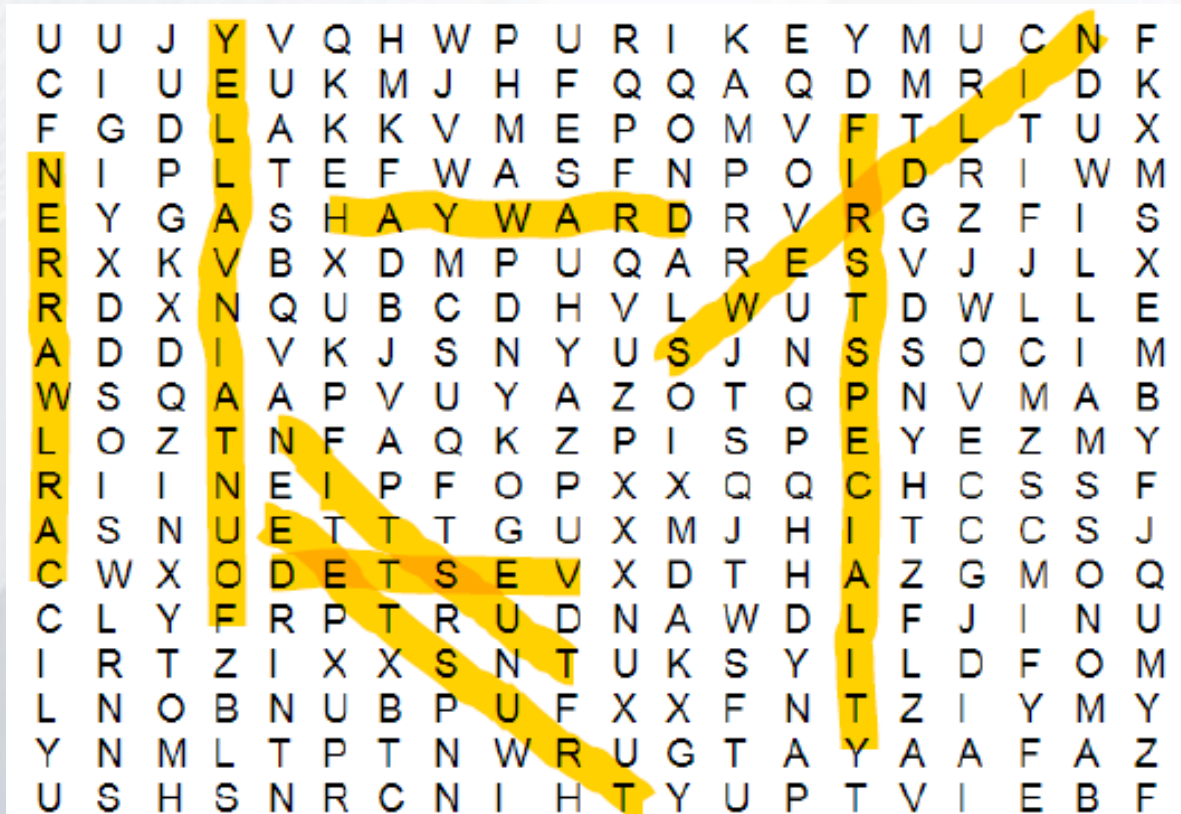 U U J Y V Q H W P U R I K E Y M U C N F
C I U E U K M J H F Q Q A Q D M R I D K
F G D L A K K V M E P O M V F T L T U X
N I P L T E F W A S F N P O I D R I W M
E Y G A S H A Y W A R D R V R G Z F I S
R X K V B X D M P U Q A R E S V J J L X
R D X N Q U B C D H V L W U T D W L L E
A D D I V K J S N Y U S J N S S O C I M
W S Q A A P V U Y A Z O T Q P N V M A B
L O Z T N F A Q K Z P I S P E Y E Z M Y
R I I N E I P F O P X X Q Q C H C S S F
A S N U E T T T G U X M J H I T C C S J
C W X O D E T S E V X D T H A Z G M O Q
C L Y F R P T R U D N A W D L F J I N U
I R T Z I X X S N T U K S Y I L D F O M
L N O B N U B P U F X X F N T Z I Y M Y
Y N M L T P T N W R U G T A Y A A F A Z
U S H S N R C N I H T Y U P T V I E B F